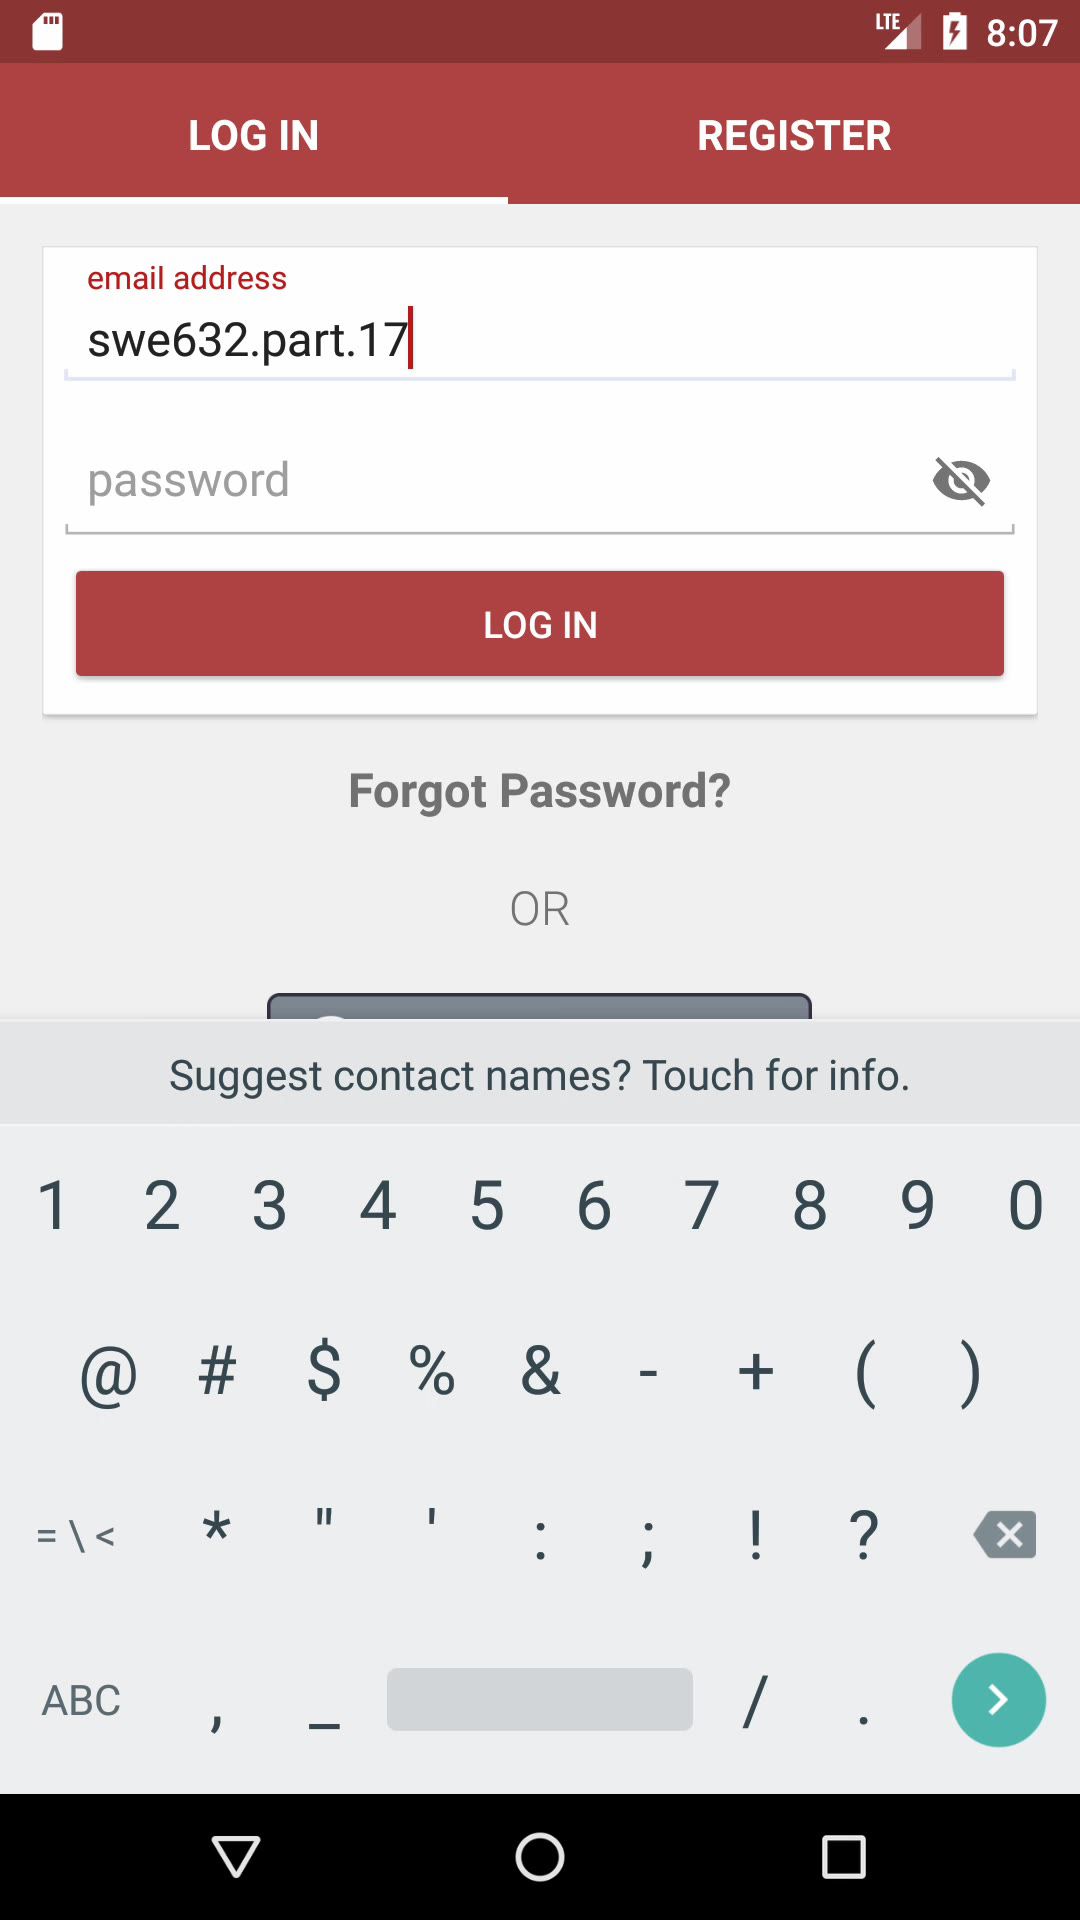 LTE 8:07
LOG IN REGISTER
email address
swe632.part.17
password
LOG IN
Forgot Password?
OR
Suggest contact names? Touch for info.
1 2 3 4 5 6 7 8 9 0
@ # $ % & - + ( )
= \ < * " ' : ; ! ?
ABC , _ / .